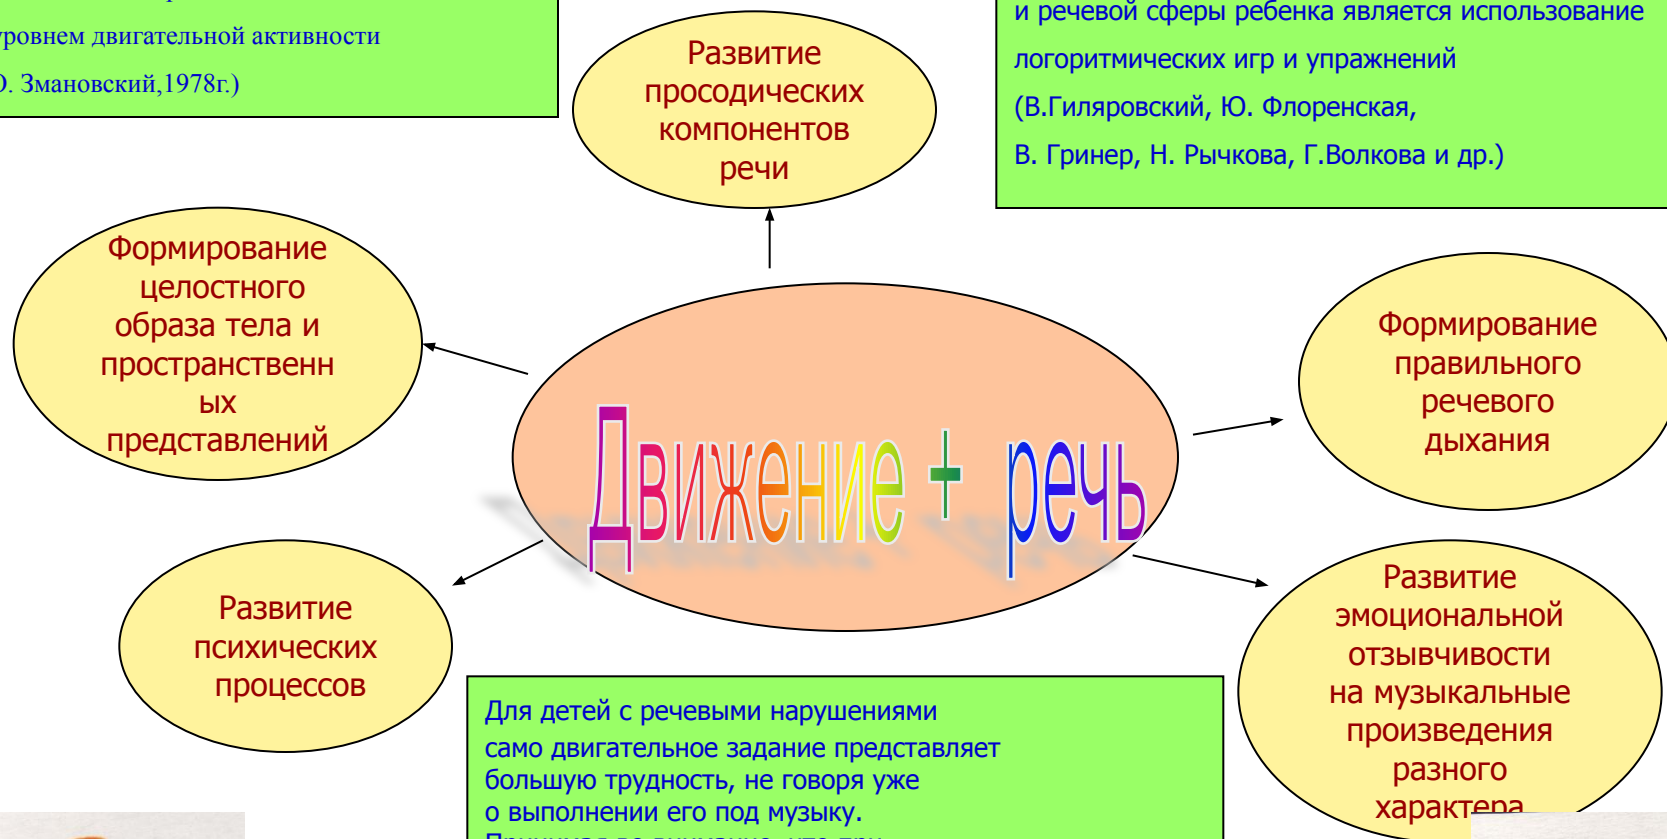 уровнем двигательной активности
Змановский,1978г.)
и речевой сферы ребенка является использование
логоритмических игр и упражнений
(В.Гиляровский, Ю. Флоренская,
В. Гринер, Н. Рычкова, Г.Волкова и др.)
Развитие
просодических
компонентов
речи
Формирование
целостного
образа тела и
пространственн
ых
представлений
Формирование
правильного
речевого
дыхания
Движение + речь
Развитие
психических
процессов
Развитие
эмоциональной
отзывчивости
на музыкальные
произведения
разного
характера
Для детей с речевыми нарушениями
само двигательное задание представляет
большую трудность, не говоря уже
о выполнении его под музыку.